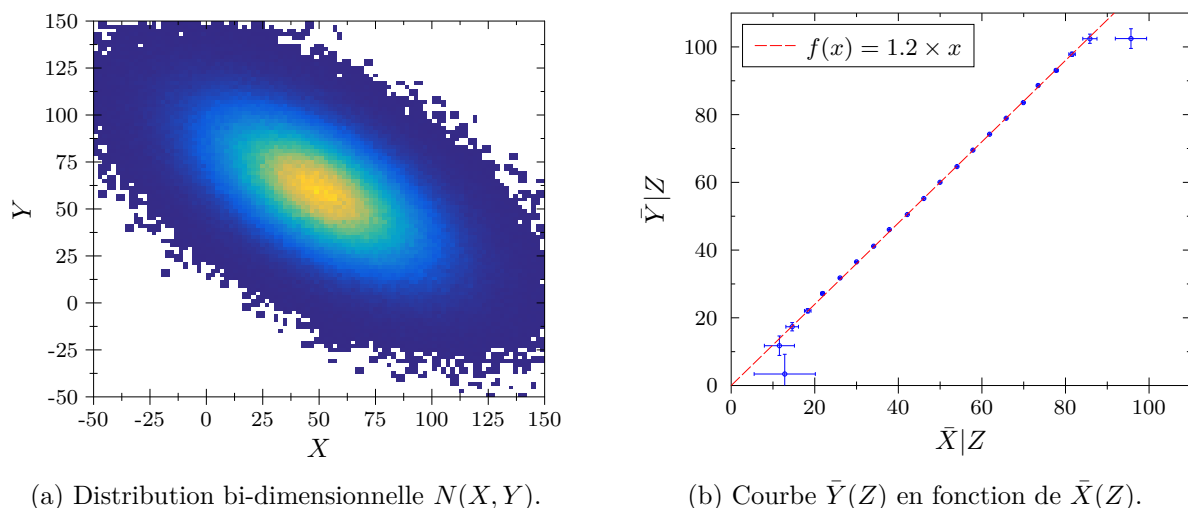 150
125
100
75
50
25
0
-25
-50
Y
-50 -25 0 25 50 75 100 125 150
X
(a) Distribution bi-dimensionnelle N(X, Y).
f(x) = 1.2 × x
100
80
60
40
20
0
Ȳ|Z
0 20 40 60 80 100
X̄|Z
(b) Courbe Ȳ(Z) en fonction de X̄(Z).